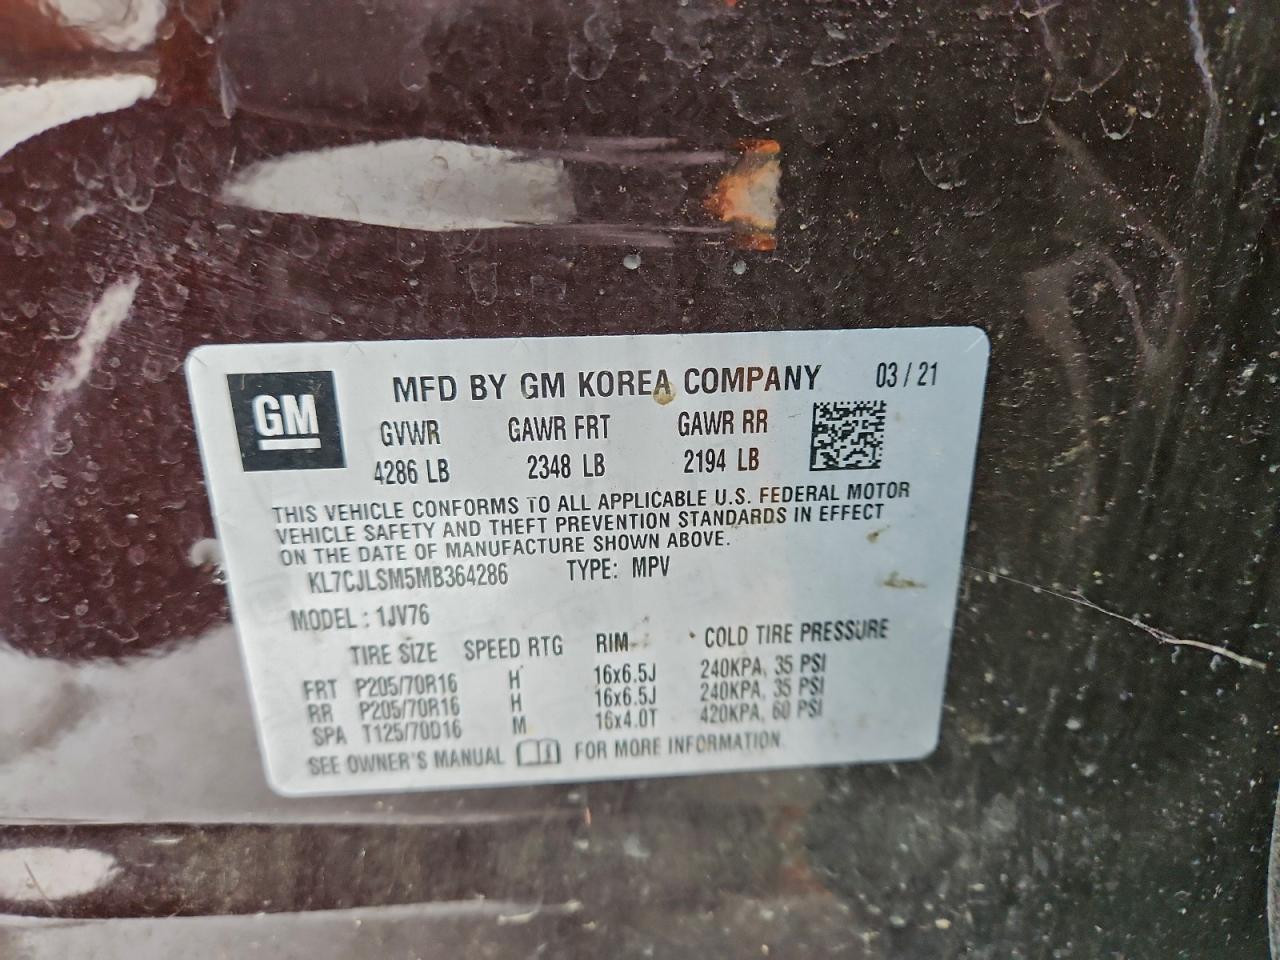 GM
MFD BY GM KOREA COMPANY 03 / 21
GVWR GAWR FRT GAWR RR
4286 LB 2348 LB 2194 LB
THIS VEHICLE CONFORMS TO ALL APPLICABLE U.S. FEDERAL MOTOR
VEHICLE SAFETY AND THEFT PREVENTION STANDARDS IN EFFECT
ON THE DATE OF MANUFACTURE SHOWN ABOVE.
KL7CJLSM5MB364286 TYPE: MPV
MODEL : 1JV76
TIRE SIZE SPEED RTG RIM COLD TIRE PRESSURE
FRT P205/70R16 H 16x6.5J 240KPA, 35 PSI
RR P205/70R16 H 16x6.5J 240KPA, 35 PSI
SPA T125/70D16 M 16x4.0T 420KPA, 60 PSI
SEE OWNER'S MANUAL FOR MORE INFORMATION